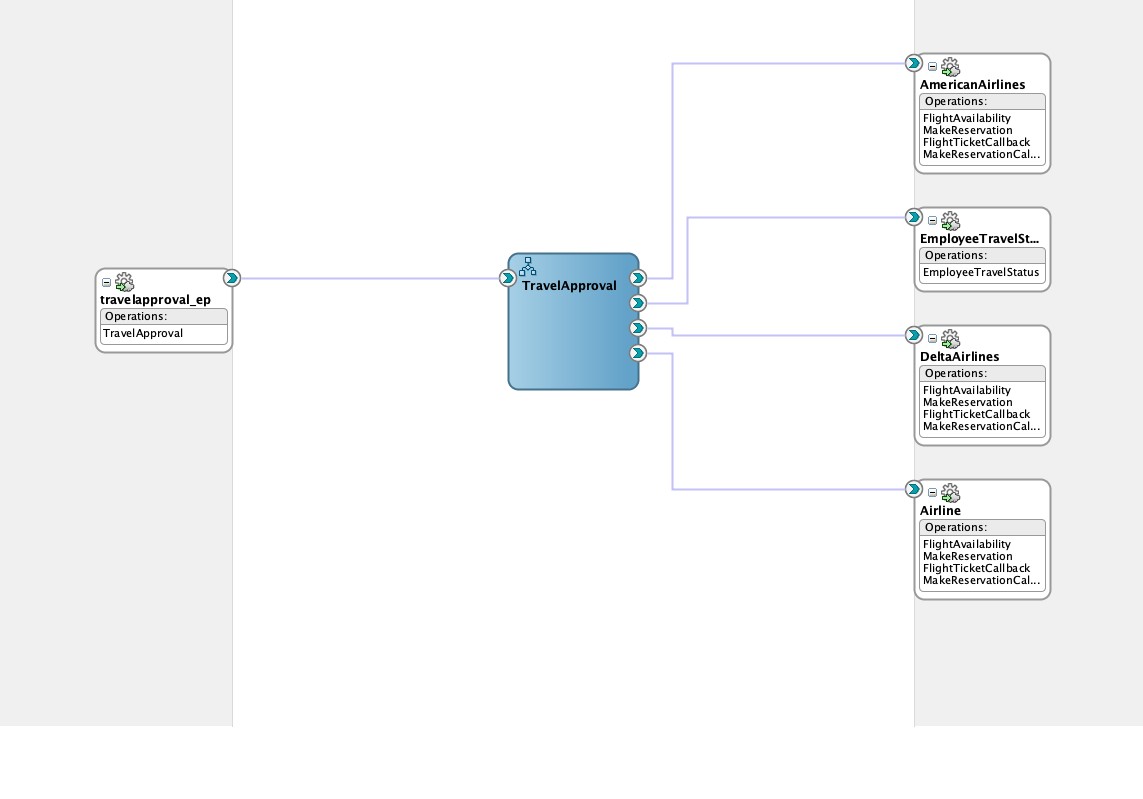 travelapproval_ep
Operations:
TravelApproval
TravelApproval
AmericanAirlines
Operations:
FlightAvailability
MakeReservation
FlightTicketCallback
MakeReservationCal...
EmployeeTravelSt...
Operations:
EmployeeTravelStatus
DeltaAirlines
Operations:
FlightAvailability
MakeReservation
FlightTicketCallback
MakeReservationCal...
Airline
Operations:
FlightAvailability
MakeReservation
FlightTicketCallback
MakeReservationCal...